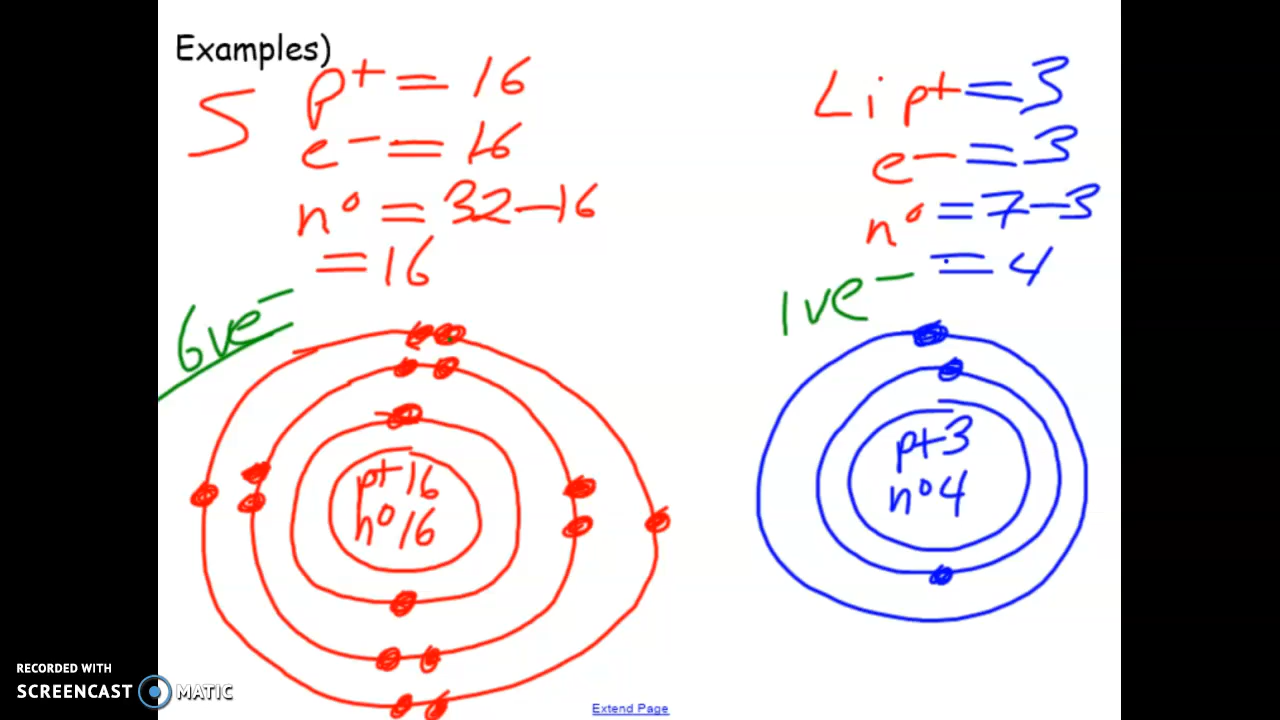 Examples)
S p+ = 16
e- = 16
n° = 32-16
= 16
6ve-
p+ 16
n° 16
Li p+ = 3
e- = 3
n° = 7-3
= 4
1ve-
p+3
n°4
Extend Page
RECORDED WITH
SCREENCAST MATIC